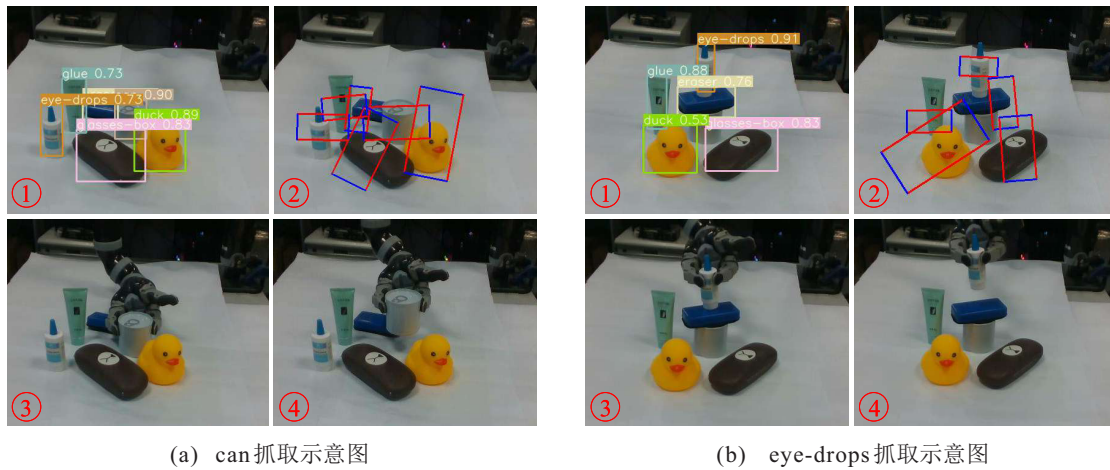 eye-drops 0.91
glue 0.73
glue 0.88
eraser 0.76
0.90
eye-drops 0.73
duck 0.89
duck 0.53
glasses-box 0.83
glasses-box 0.83
① ② ① ②
③ ④ ③ ④
(a) can抓取示意图
(b) eye-drops抓取示意图